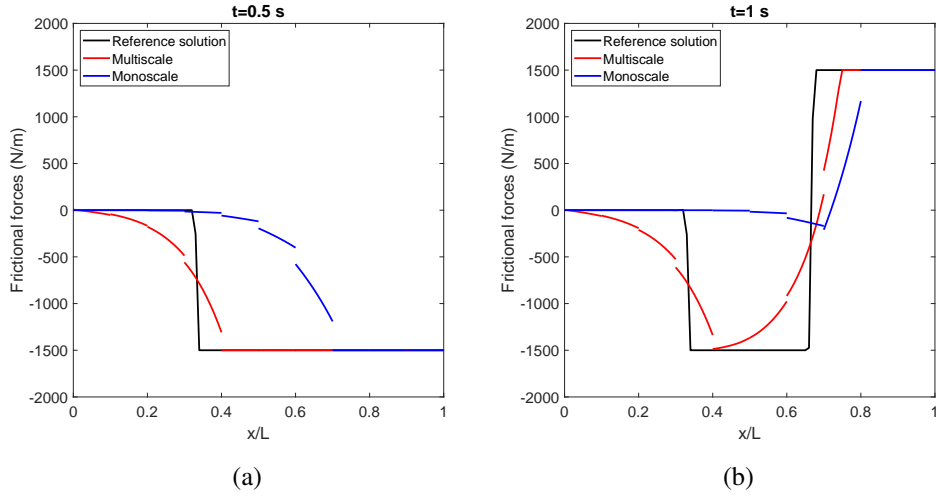 t=0.5 s
Reference solution
Multiscale
Monoscale
Frictional forces (N/m)
2000
1500
1000
500
0
-500
-1000
-1500
-2000
0 0.2 0.4 0.6 0.8 1
x/L
(a)
t=1 s
Reference solution
Multiscale
Monoscale
Frictional forces (N/m)
2000
1500
1000
500
0
-500
-1000
-1500
-2000
0 0.2 0.4 0.6 0.8 1
x/L
(b)